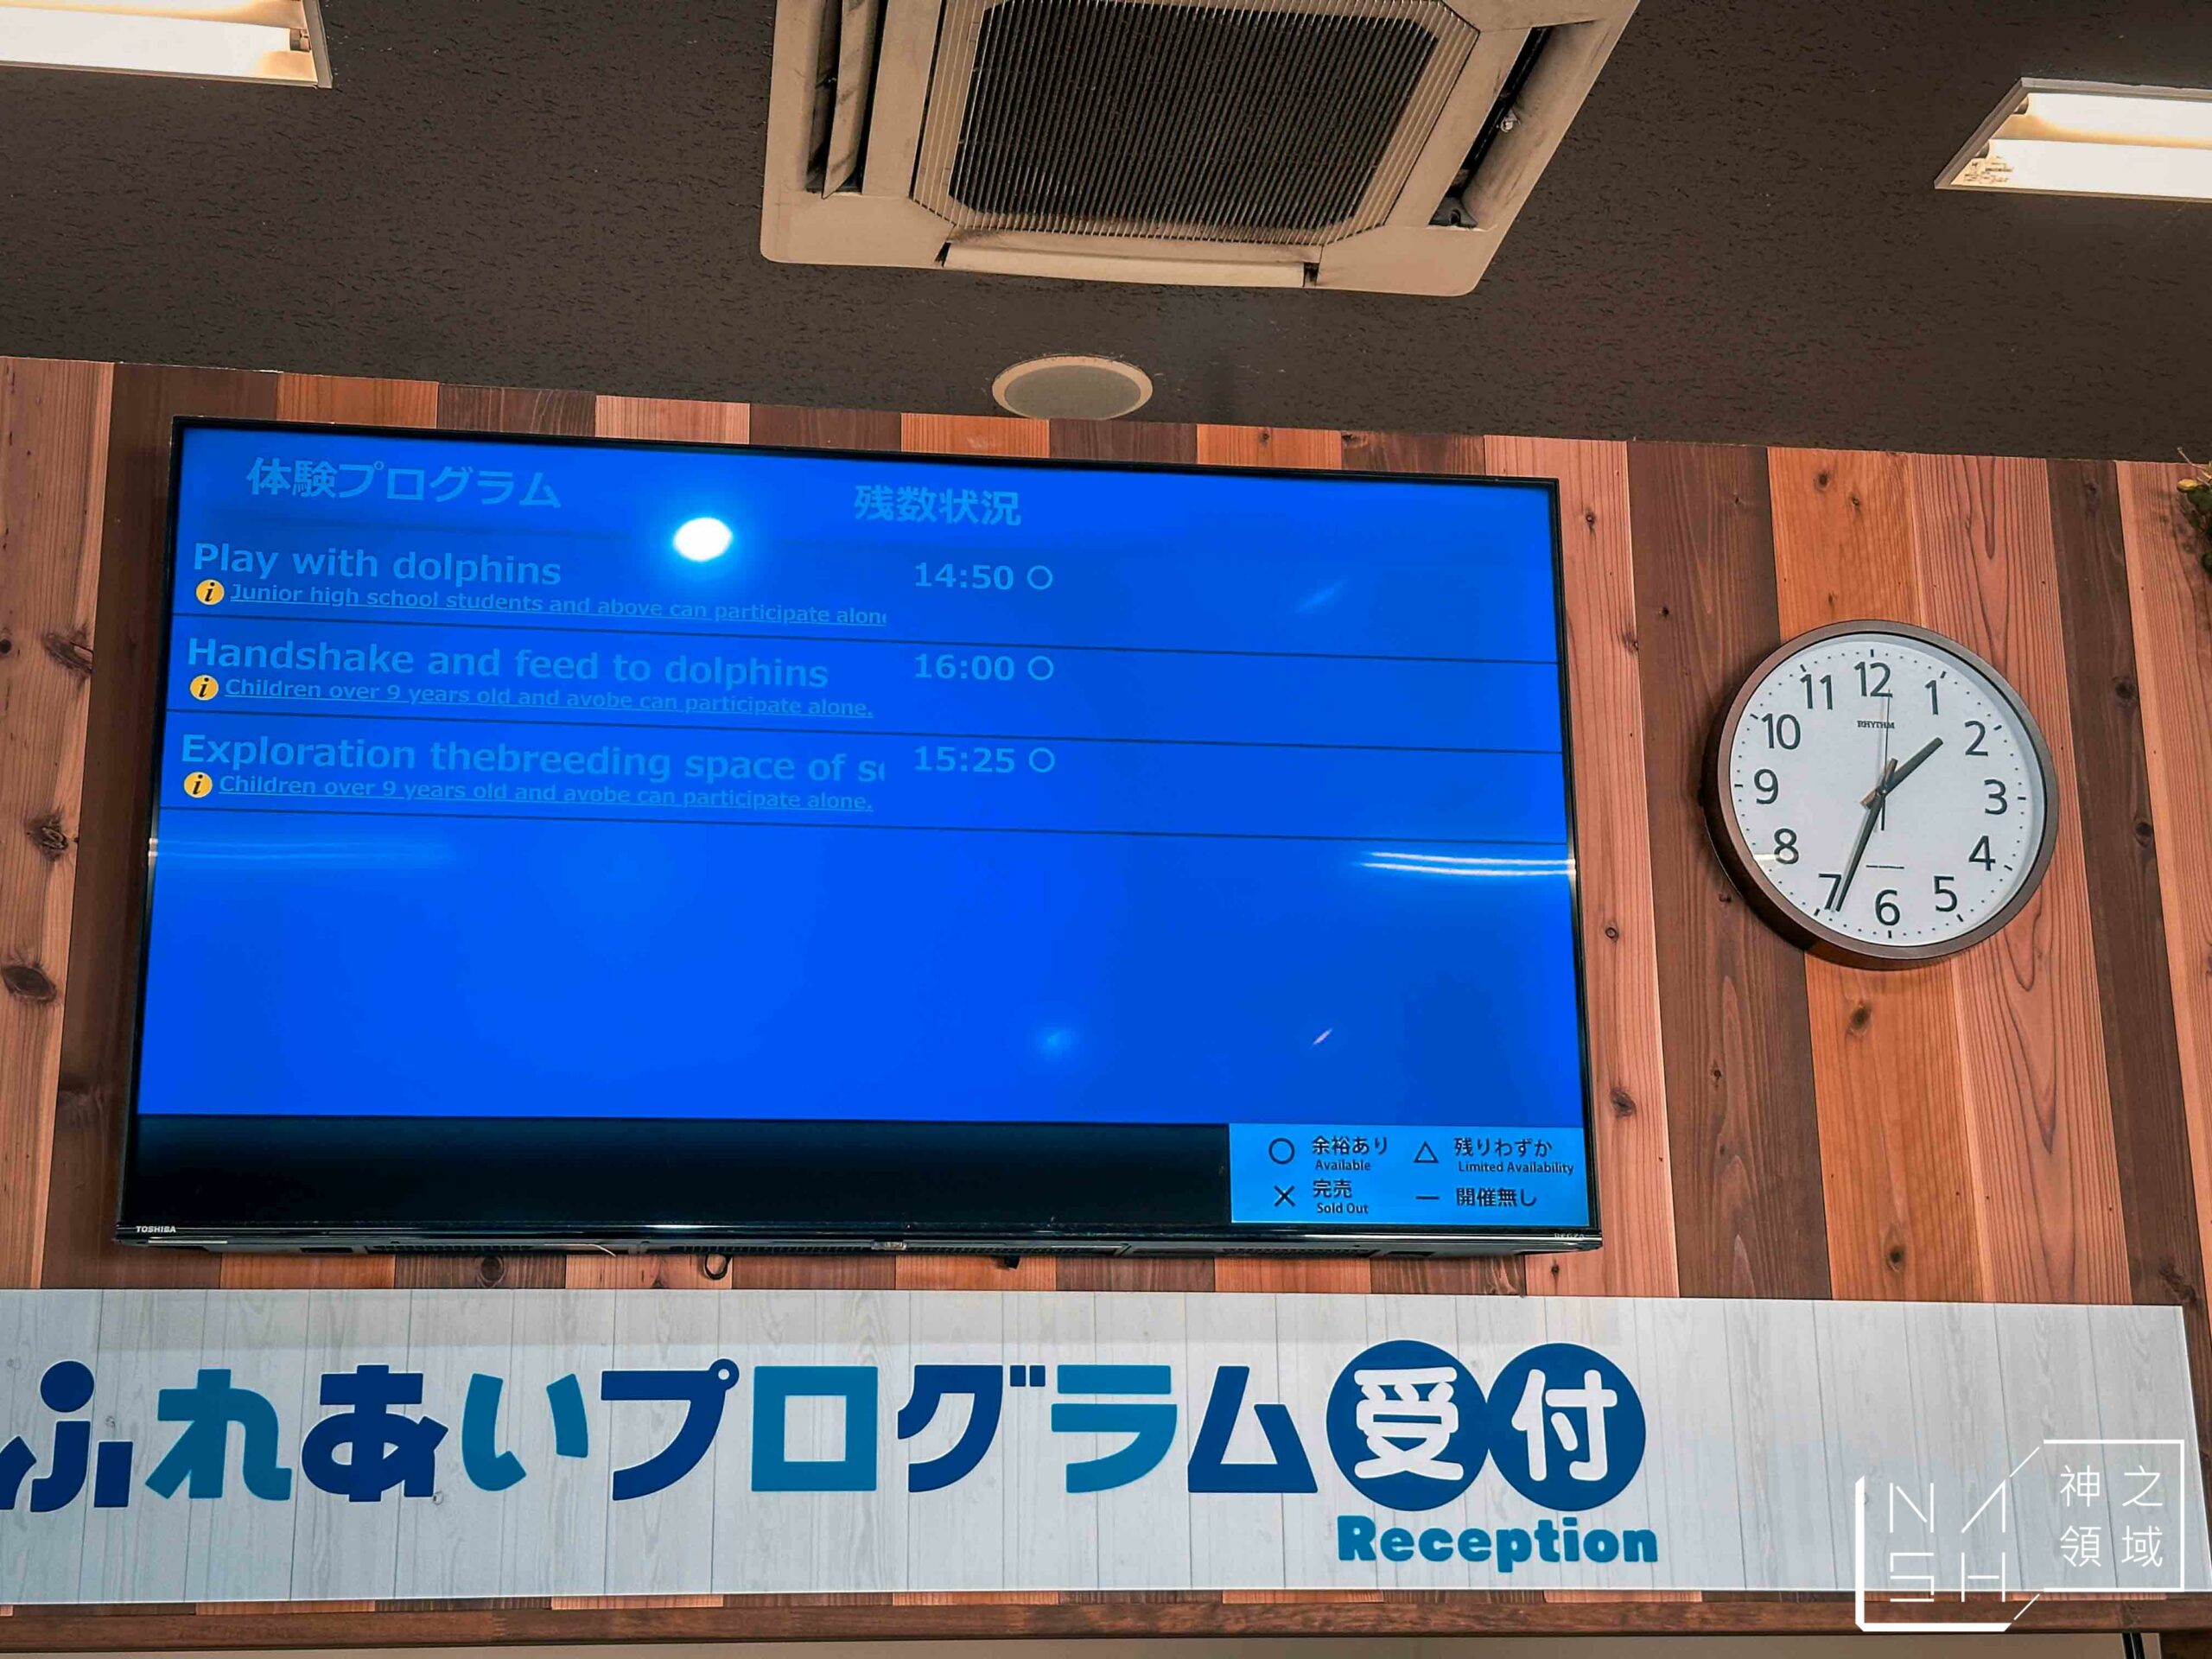 体験プログラム 残数状況
Play with dolphins 14:50 ○
i Junior high school students and above can participate alon
Handshake and feed to dolphins 16:00 ○
i Children over 9 years old and avobe can participate alone.
Exploration thebreeding space of 15:25 ○
i Children over 9 years old and avobe can participate alone.
○ 余裕あり △ 残りわずか
Available Limited Availability
× 完売 — 開催無し
Sold Out
TOSHIBA
REGZA
12
11 1
RHYTHM
10 2
9 3
8 4
7 5
6
ふれあいプログラム受付
Reception
NASH
神之
領域